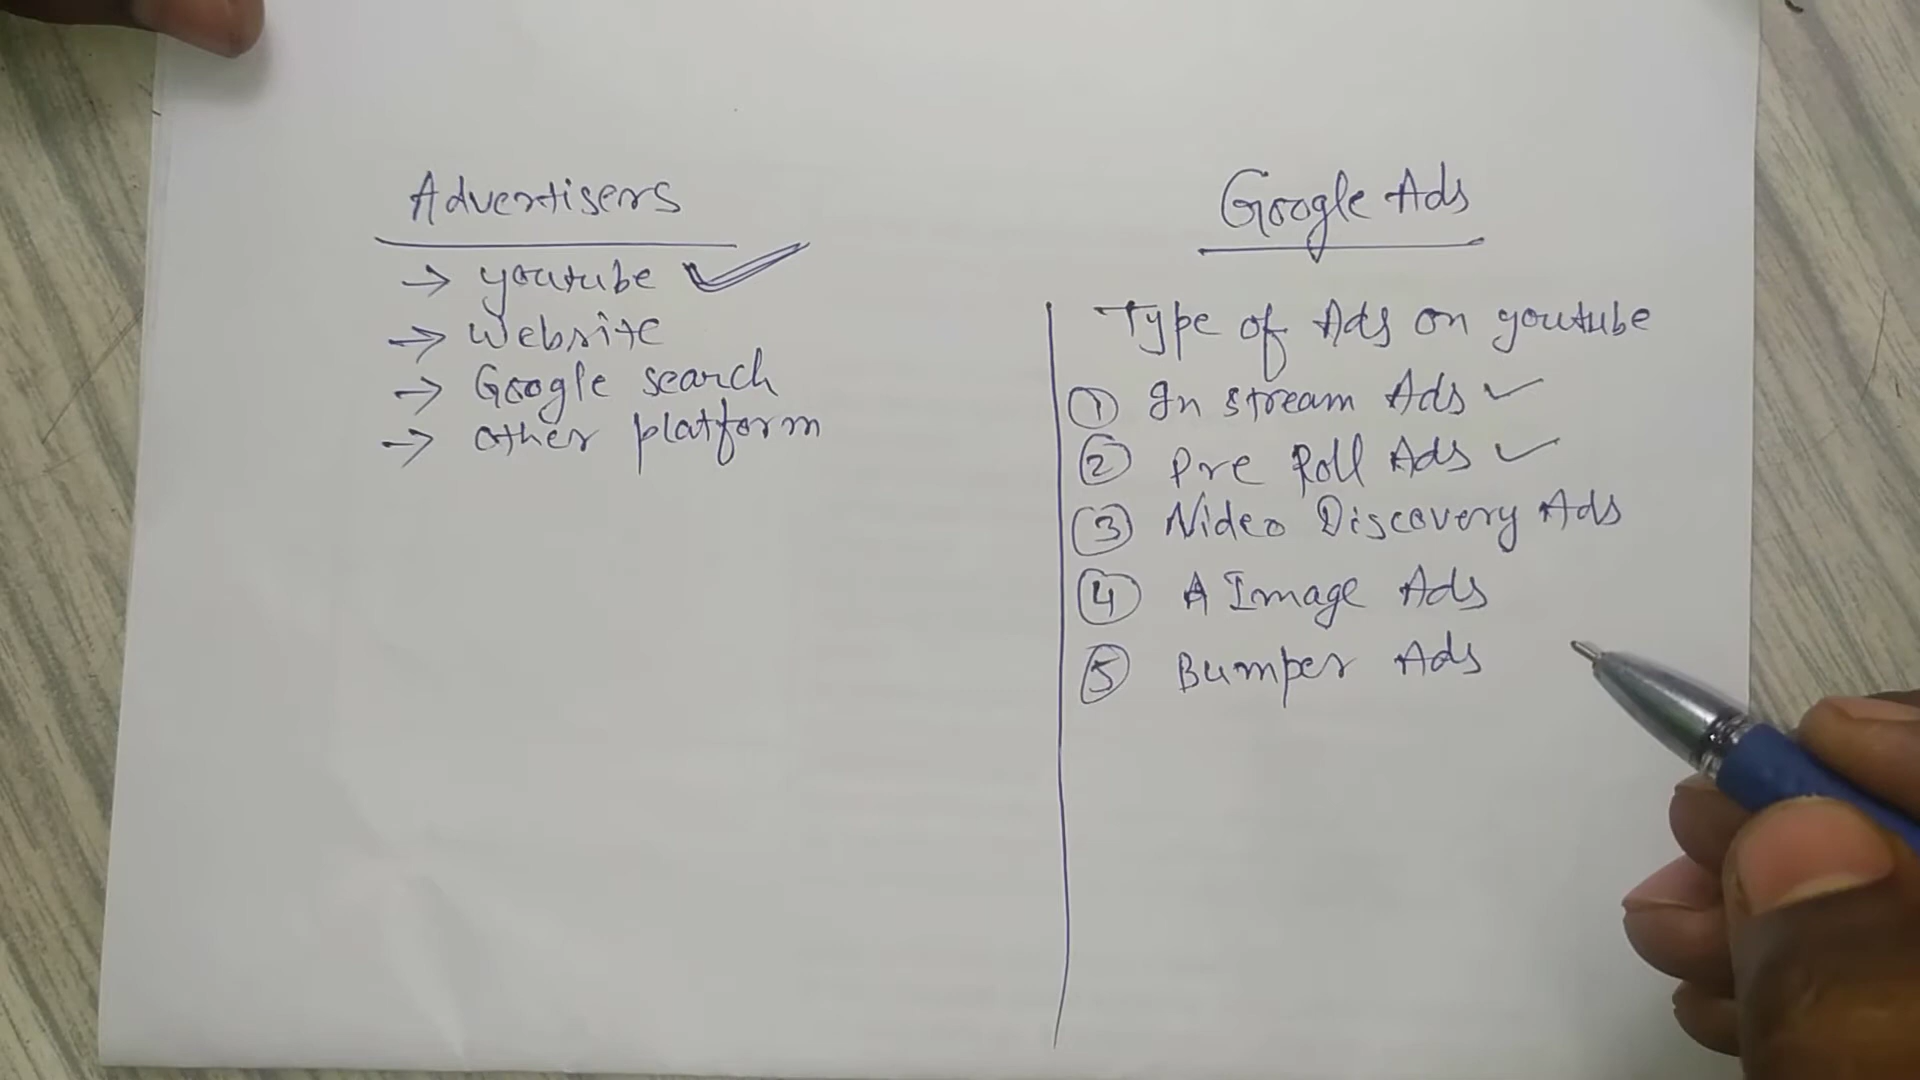 Advertisers
→ youtube ✓
→ Website
→ Google search
→ other platform
Google Ads
Type of Ads on youtube
① In stream Ads ✓
② Pre Roll Ads ✓
③ Video Discovery Ads
④ A Image Ads
⑤ Bumper Ads